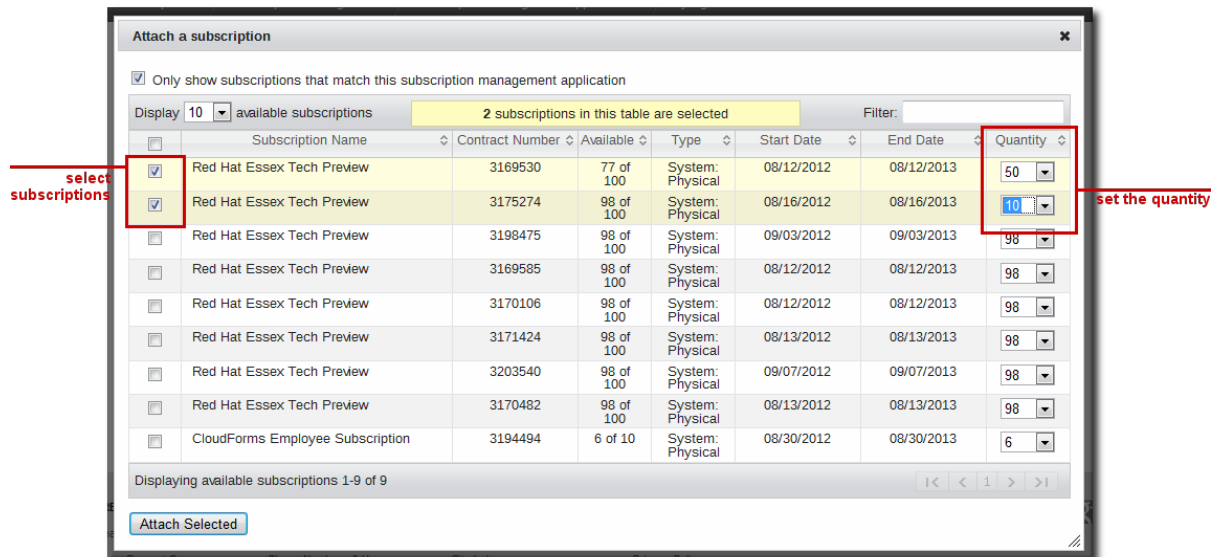 Attach a subscription
Only show subscriptions that match this subscription management application
Display 10 available subscriptions 2 subscriptions in this table are selected Filter:
Subscription Name Contract Number Available Type Start Date End Date Quantity
Red Hat Essex Tech Preview 3169530 77 of 100 System: Physical 08/12/2012 08/12/2013 50
select subscriptions
Red Hat Essex Tech Preview 3175274 98 of 100 System: Physical 08/16/2012 08/16/2013 10
set the quantity
Red Hat Essex Tech Preview 3198475 98 of 100 System: Physical 09/03/2012 09/03/2013 98
Red Hat Essex Tech Preview 3169585 98 of 100 System: Physical 08/12/2012 08/12/2013 98
Red Hat Essex Tech Preview 3170106 98 of 100 System: Physical 08/12/2012 08/12/2013 98
Red Hat Essex Tech Preview 3171424 98 of 100 System: Physical 08/13/2012 08/13/2013 98
Red Hat Essex Tech Preview 3203540 98 of 100 System: Physical 09/07/2012 09/07/2013 98
Red Hat Essex Tech Preview 3170482 98 of 100 System: Physical 08/13/2012 08/13/2013 98
CloudForms Employee Subscription 3194494 6 of 10 System: Physical 08/30/2012 08/30/2013 6
Displaying available subscriptions 1-9 of 9 1
Attach Selected